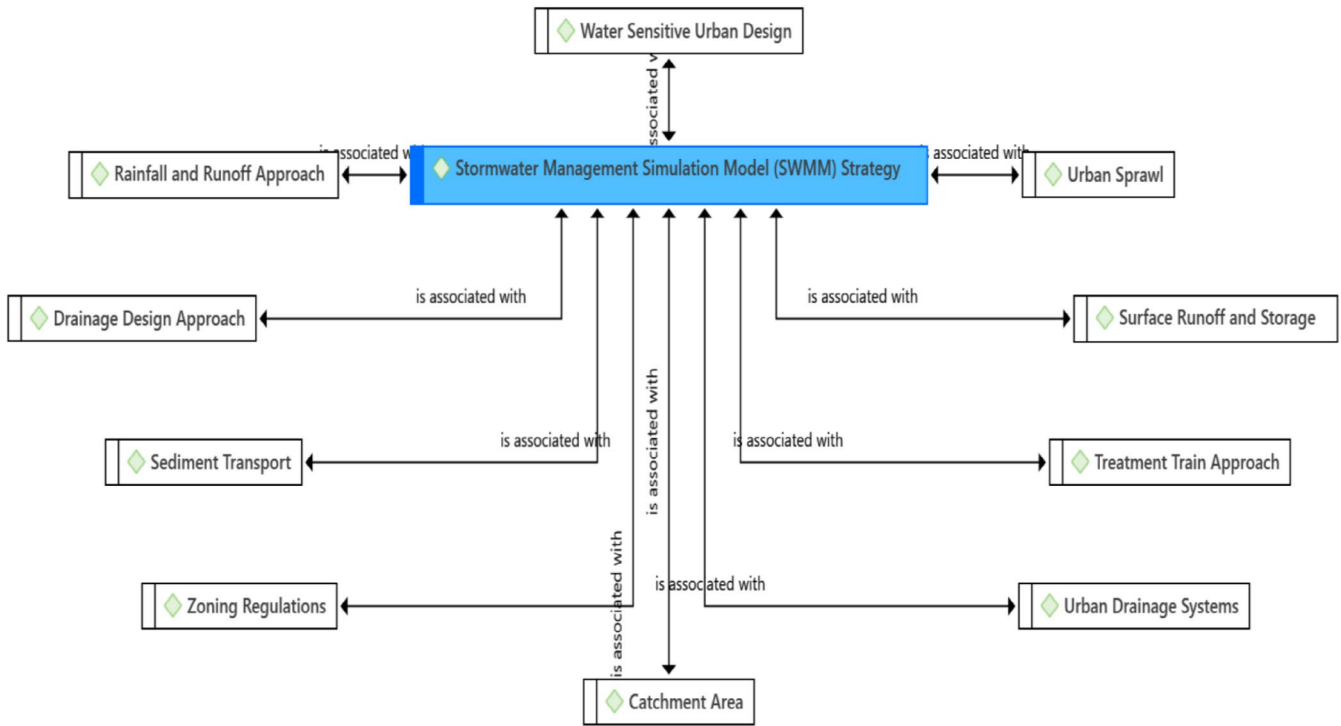 Water Sensitive Urban Design
associated
is associated with
is associated with
Rainfall and Runoff Approach
Stormwater Management Simulation Model (SWMM) Strategy
Urban Sprawl
is associated with
is associated with
Drainage Design Approach
Surface Runoff and Storage
is associated with
is associated with
is associated with
Sediment Transport
Treatment Train Approach
is associated with
is associated with
Zoning Regulations
Urban Drainage Systems
Catchment Area